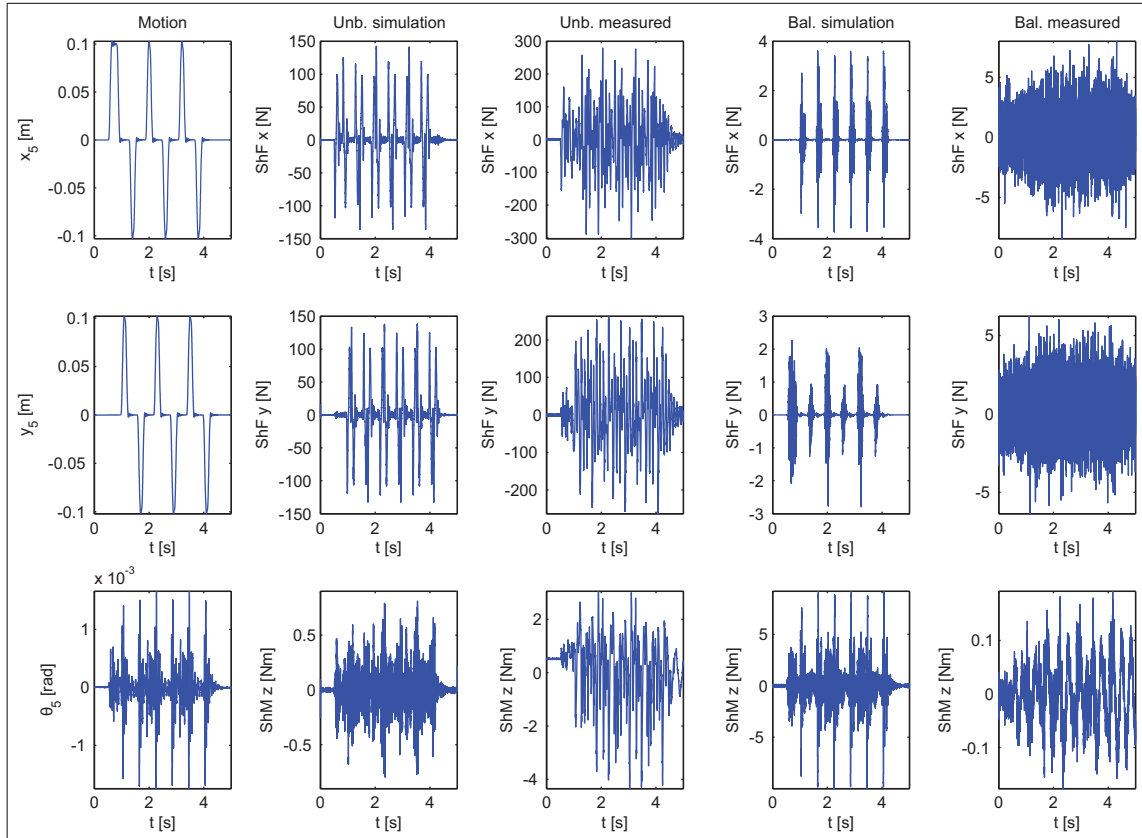 Motion
Unb. simulation
Unb. measured
Bal. simulation
Bal. measured
0.1
0.05
0
-0.05
-0.1
x5 [m]
0 2 4
t [s]
150
100
50
0
-50
-100
-150
ShF x [N]
0 2 4
t [s]
300
200
100
0
-100
-200
-300
ShF x [N]
0 2 4
t [s]
4
2
0
-2
-4
ShF x [N]
0 2 4
t [s]
5
0
-5
ShF x [N]
0 2 4
t [s]
0.1
0.05
0
-0.05
-0.1
y5 [m]
0 2 4
t [s]
150
100
50
0
-50
-100
-150
ShF y [N]
0 2 4
t [s]
200
100
0
-100
-200
ShF y [N]
0 2 4
t [s]
3
2
1
0
-1
-2
-3
ShF y [N]
0 2 4
t [s]
5
0
-5
ShF y [N]
0 2 4
t [s]
x 10-3
1
0
-1
θ5 [rad]
0 2 4
t [s]
0.5
0
-0.5
ShM z [Nm]
0 2 4
t [s]
2
0
-2
-4
ShM z [Nm]
0 2 4
t [s]
5
0
-5
ShM z [Nm]
0 2 4
t [s]
0.1
0
-0.1
ShM z [Nm]
0 2 4
t [s]